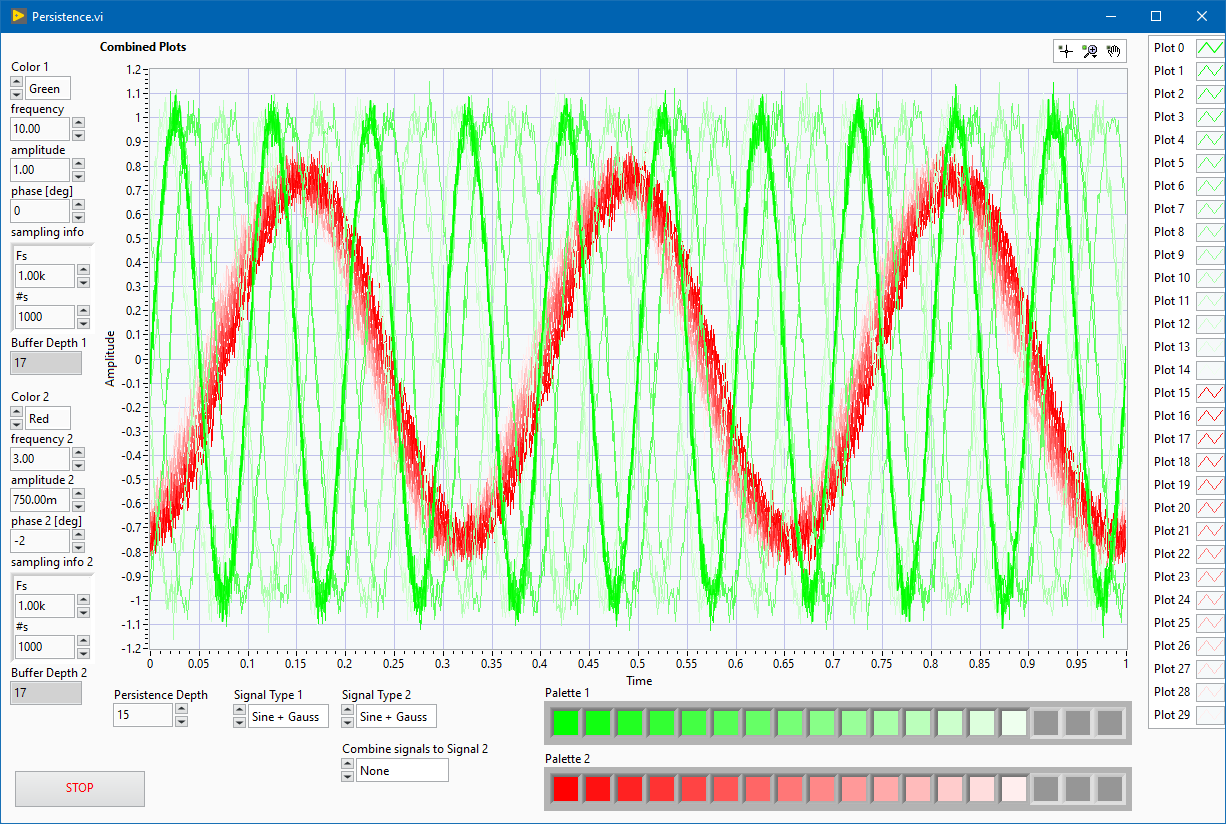 Persistence.vi
Combined Plots
Color 1
Green
frequency
10.00
amplitude
1.00
phase [deg]
0
sampling info
Fs
1.00k
#s
1000
Buffer Depth 1
17
Color 2
Red
frequency 2
3.00
amplitude 2
750.00m
phase 2 [deg]
-2
sampling info 2
Fs
1.00k
#s
1000
Buffer Depth 2
17
STOP
Amplitude
1.2
1.1
1
0.9
0.8
0.7
0.6
0.5
0.4
0.3
0.2
0.1
0
-0.1
-0.2
-0.3
-0.4
-0.5
-0.6
-0.7
-0.8
-0.9
-1
-1.1
-1.2
0 0.05 0.1 0.15 0.2 0.25 0.3 0.35 0.4 0.45 0.5 0.55 0.6 0.65 0.7 0.75 0.8 0.85 0.9 0.95 1
Time
Persistence Depth
15
Signal Type 1
Sine + Gauss
Signal Type 2
Sine + Gauss
Combine signals to Signal 2
None
Palette 1
Palette 2
Plot 0
Plot 1
Plot 2
Plot 3
Plot 4
Plot 5
Plot 6
Plot 7
Plot 8
Plot 9
Plot 10
Plot 11
Plot 12
Plot 13
Plot 14
Plot 15
Plot 16
Plot 17
Plot 18
Plot 19
Plot 20
Plot 21
Plot 22
Plot 23
Plot 24
Plot 25
Plot 26
Plot 27
Plot 28
Plot 29